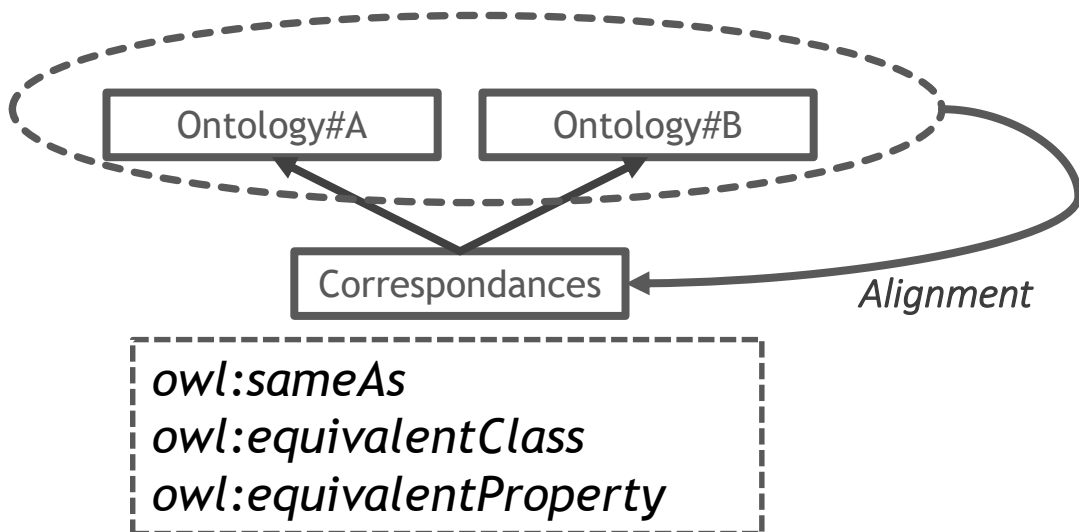 Ontology#A
Ontology#B
Correspondances
Alignment
owl:sameAs
owl:equivalentClass
owl:equivalentProperty